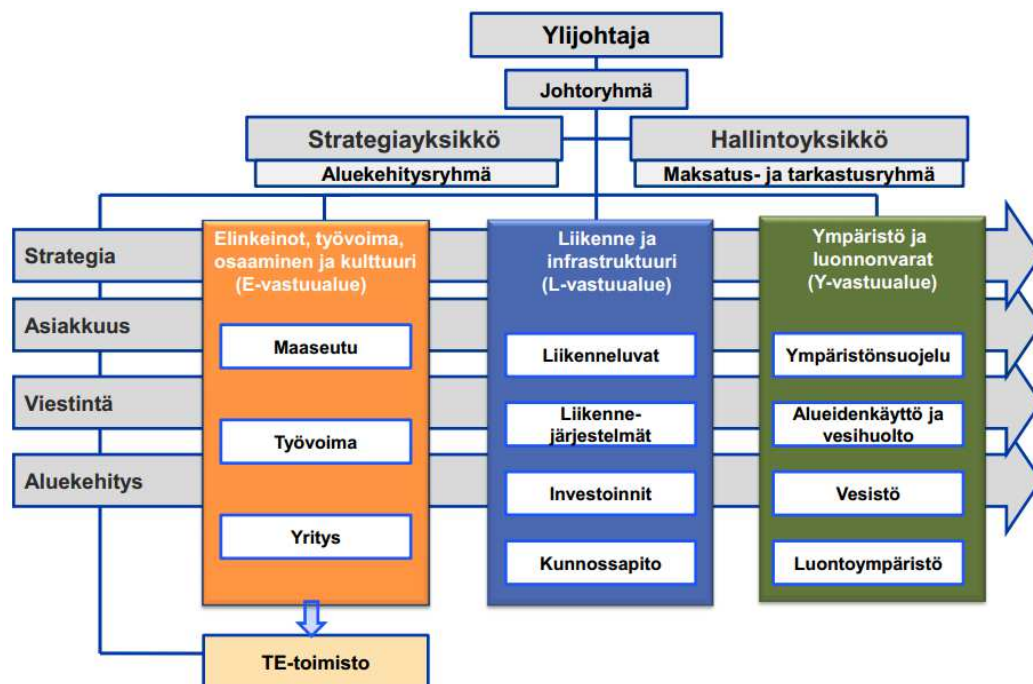 Ylijohtaja
Johtoryhmä
Strategiayksikkö
Aluekehitysryhmä
Hallintoyksikkö
Maksatus- ja tarkastusryhmä
Strategia
Asiakkuus
Viestintä
Aluekehitys
Elinkeinot, työvoima,
osaaminen ja kulttuuri
(E-vastuualue)
Maaseutu
Työvoima
Yritys
TE-toimisto
Liikenne ja
infrastruktuuri
(L-vastuualue)
Liikenneluvat
Liikenne-
järjestelmät
Investoinnit
Kunnossapito
Ympäristö ja
luonnonvarat
(Y-vastuualue)
Ympäristönsuojelu
Alueidenkäyttö ja
vesihuolto
Vesistö
Luontoympäristö